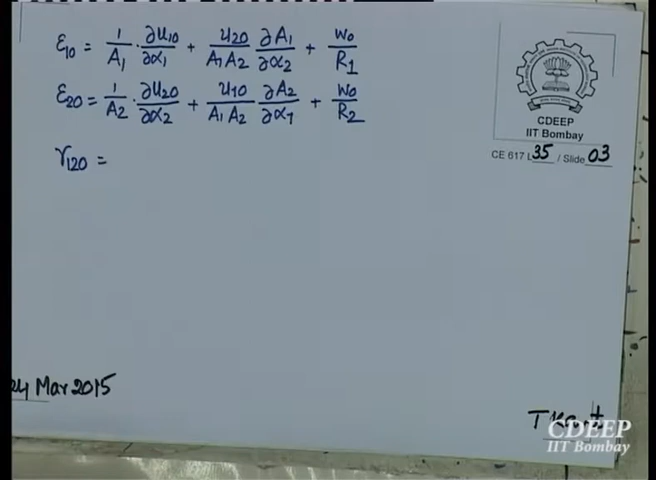 ε₁₀ = 1/A₁ · ∂u₁₀/∂α₁ + u₂₀/A₁A₂ ∂A₁/∂α₂ + w₀/R₁
ε₂₀ = 1/A₂ · ∂u₂₀/∂α₂ + u₁₀/A₁A₂ ∂A₂/∂α₁ + w₀/R₂
γ₁₂₀ =
CDEEP
IIT Bombay
CE 617 L 35 / Slide 03
24 Mar 2015
CDEEP
IIT Bombay